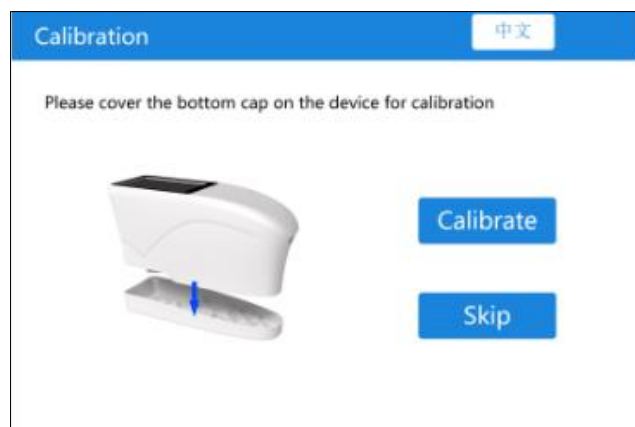 Calibration
中文
Please cover the bottom cap on the device for calibration
Calibrate
Skip